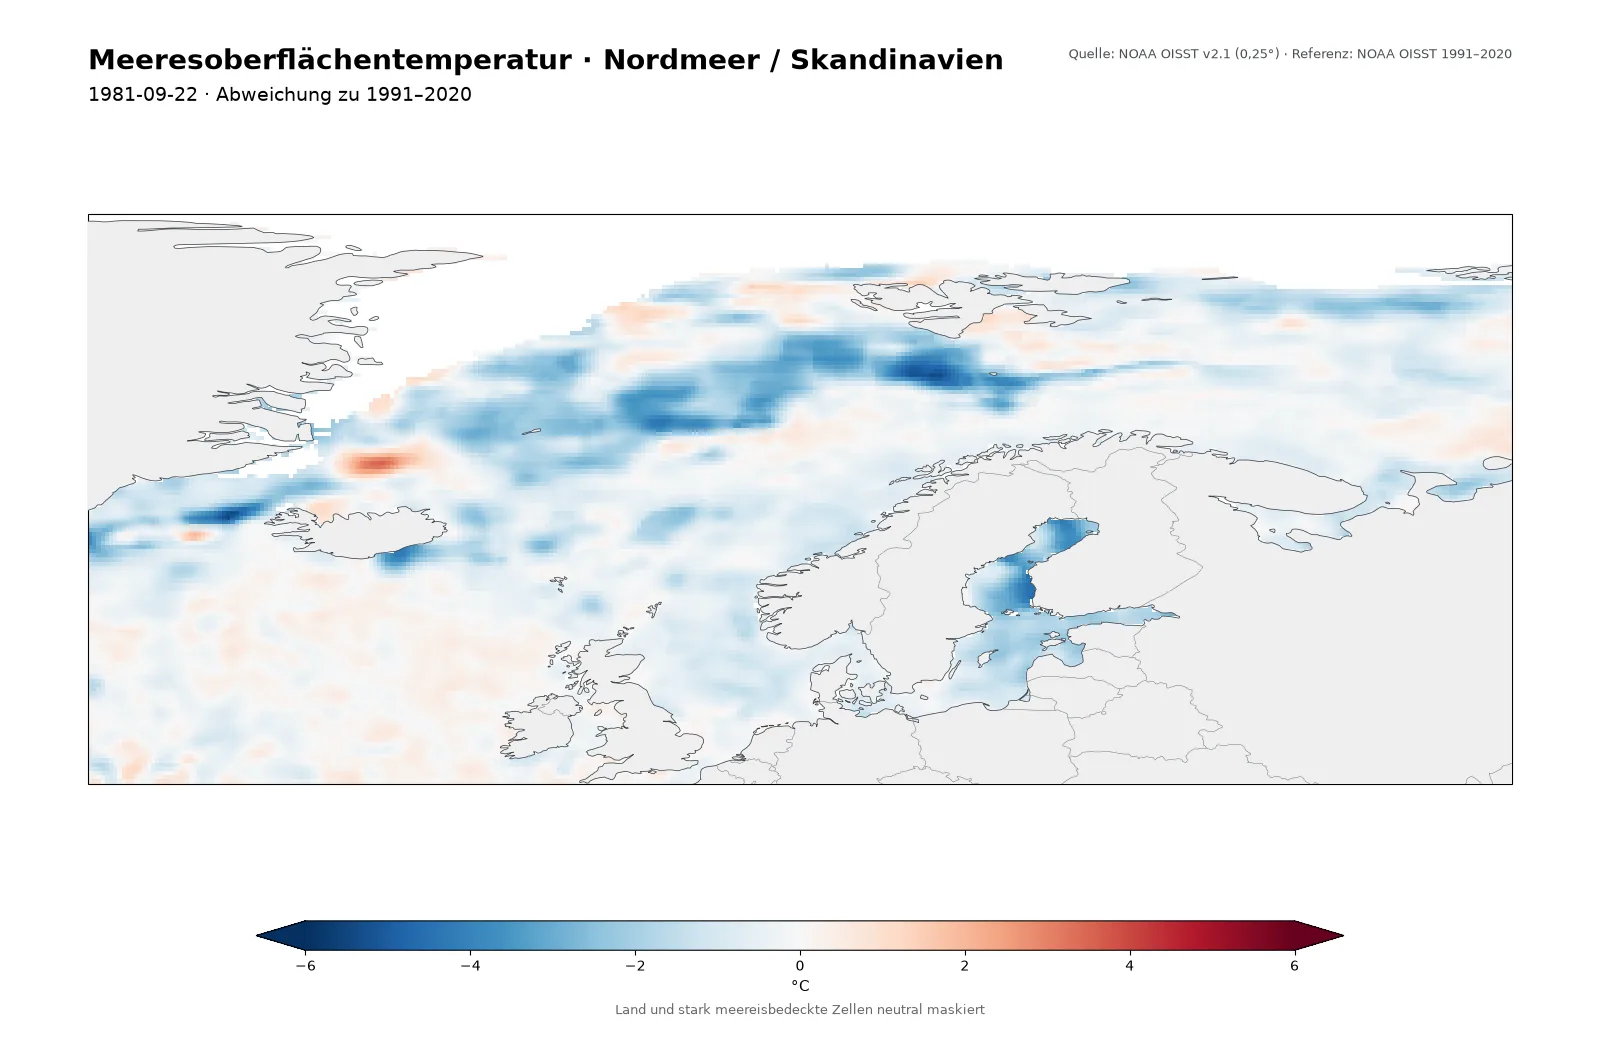 Meeresoberflächentemperatur · Nordmeer / Skandinavien
Quelle: NOAA OISST v2.1 (0,25°) · Referenz: NOAA OISST 1991–2020
1981-09-22 · Abweichung zu 1991–2020
−6 −4 −2 0 2 4 6
°C
Land und stark meereisbedeckte Zellen neutral maskiert